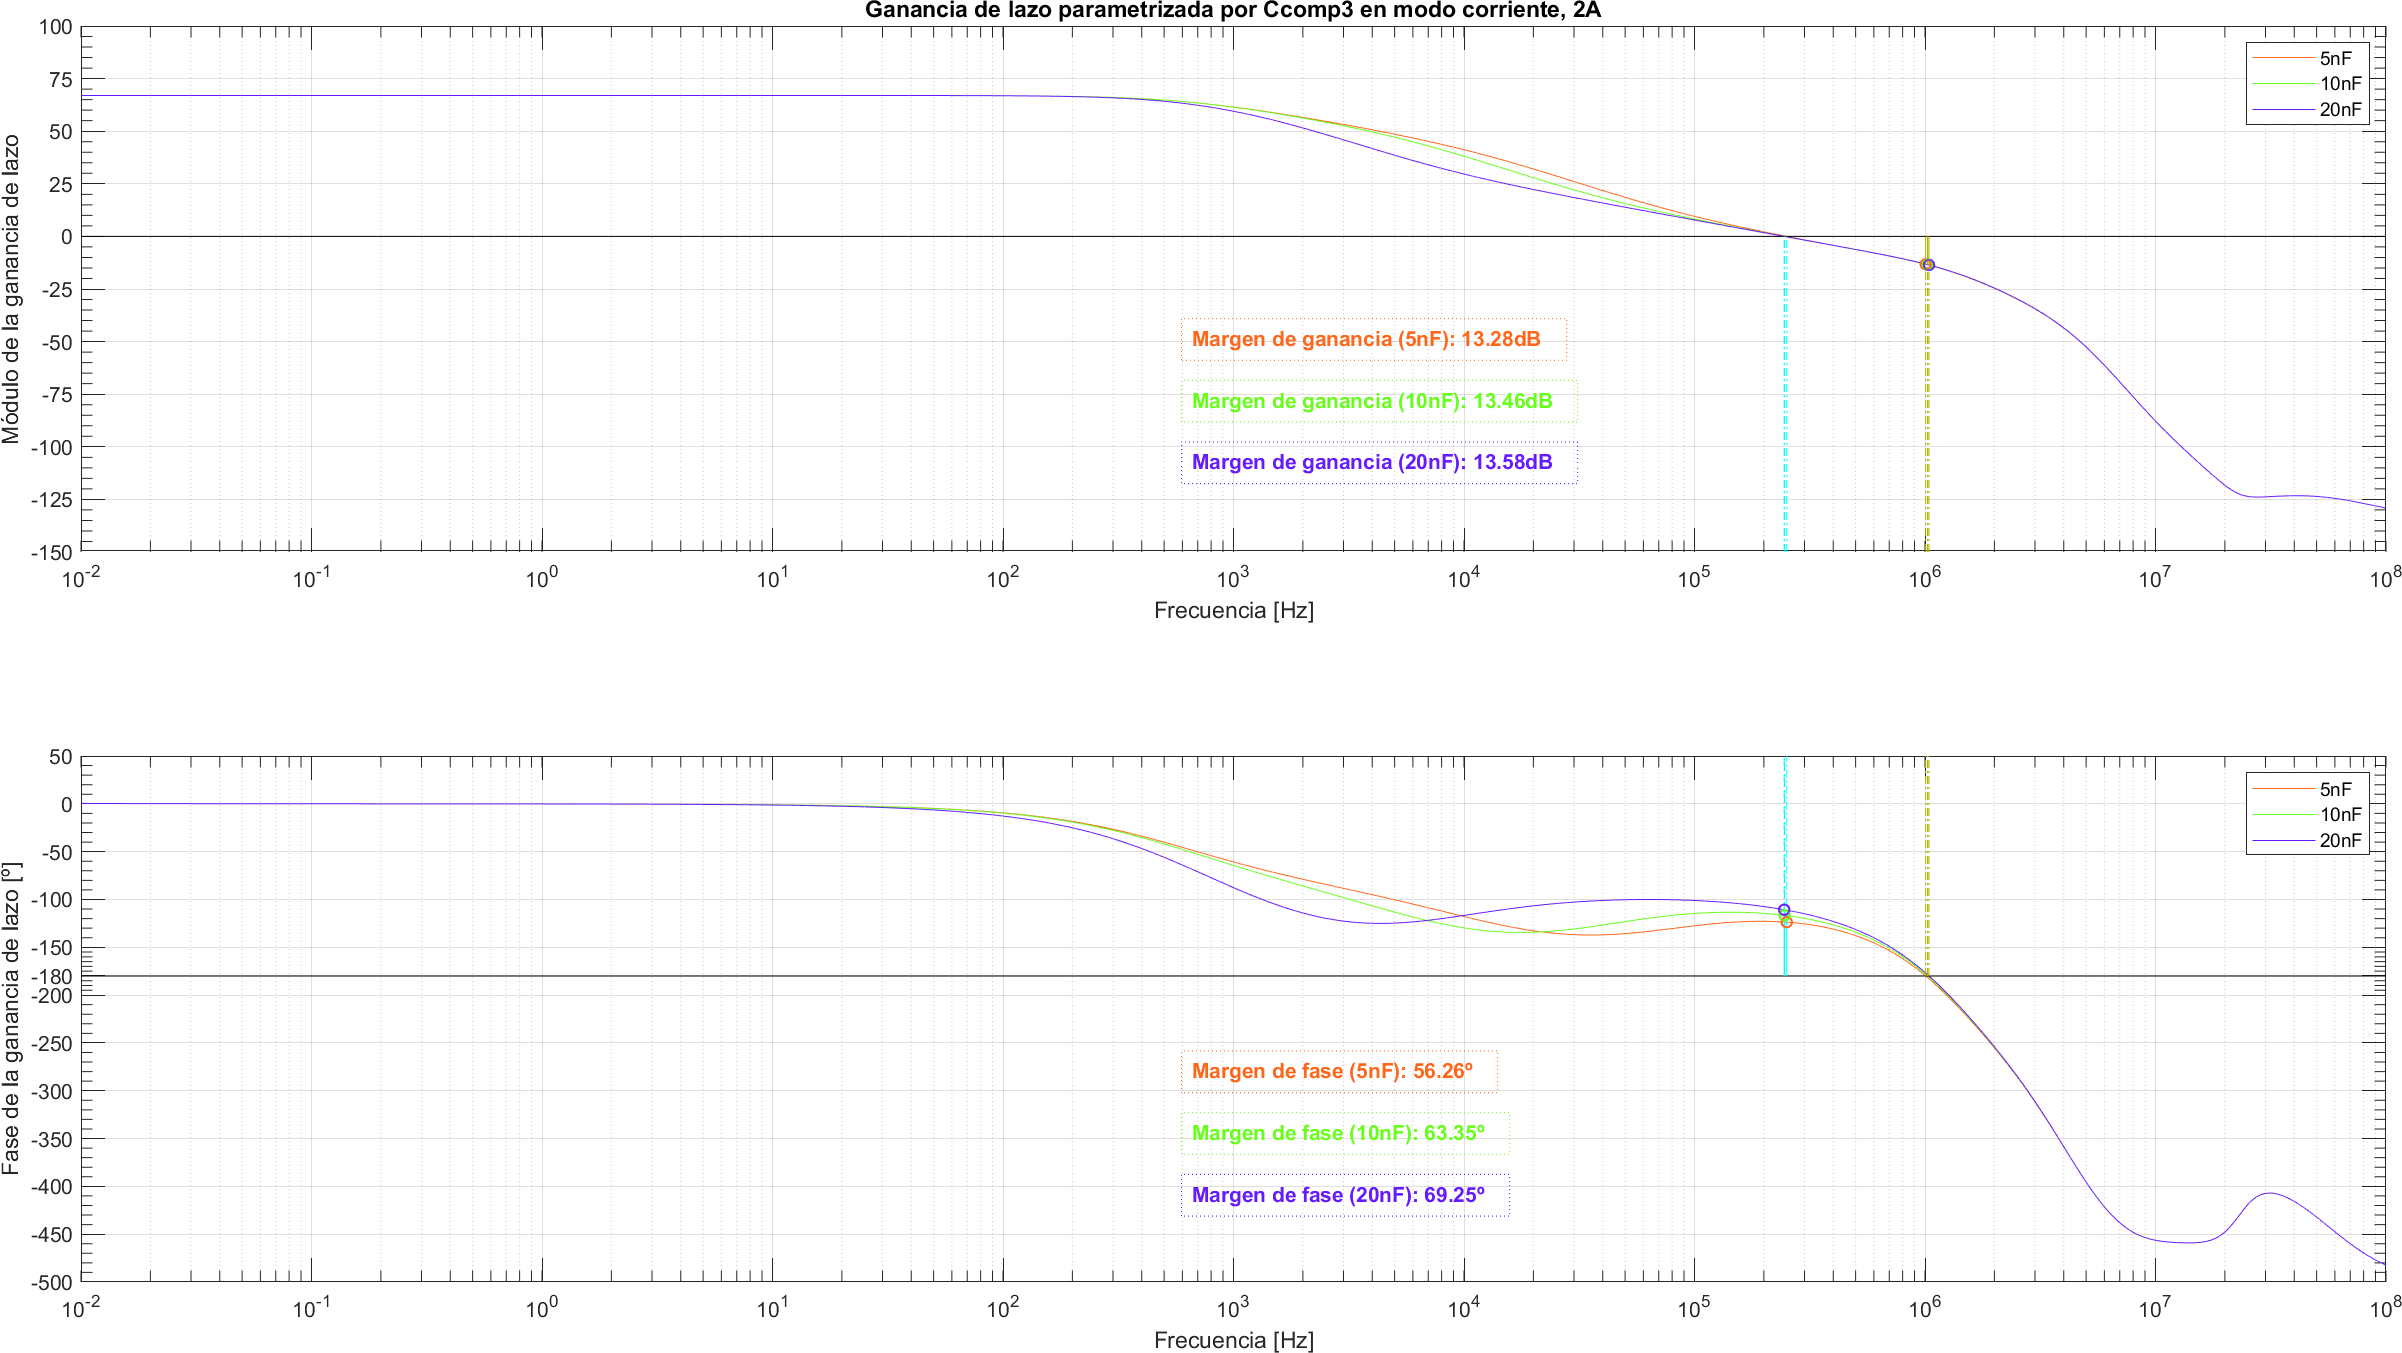 Ganancia de lazo parametrizada por Ccomp3 en modo corriente, 2A
Módulo de la ganancia de lazo
100
75
50
25
0
-25
-50
-75
-100
-125
-150
5nF
10nF
20nF
Margen de ganancia (5nF): 13.28dB
Margen de ganancia (10nF): 13.46dB
Margen de ganancia (20nF): 13.58dB
10-2 10-1 100 101 102 103 104 105 106 107 108
Frecuencia [Hz]
Fase de la ganancia de lazo [º]
50
0
-50
-100
-150
-180
-200
-250
-300
-350
-400
-450
-500
5nF
10nF
20nF
Margen de fase (5nF): 56.26º
Margen de fase (10nF): 63.35º
Margen de fase (20nF): 69.25º
10-2 10-1 100 101 102 103 104 105 106 107 108
Frecuencia [Hz]